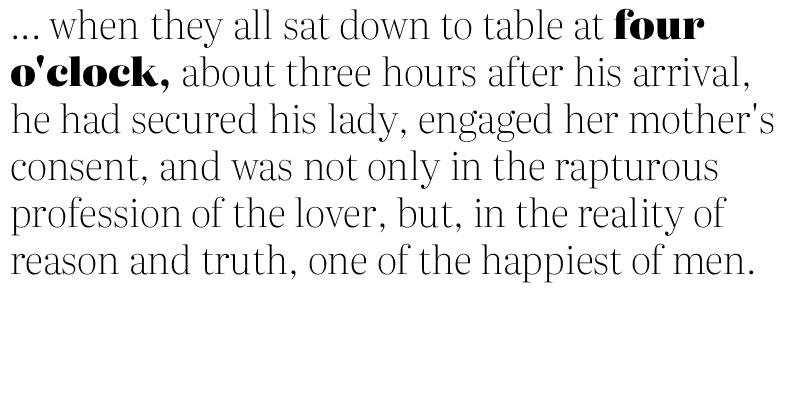 ... when they all sat down to table at four
o'clock, about three hours after his arrival,
he had secured his lady, engaged her mother's
consent, and was not only in the rapturous
profession of the lover, but, in the reality of
reason and truth, one of the happiest of men.